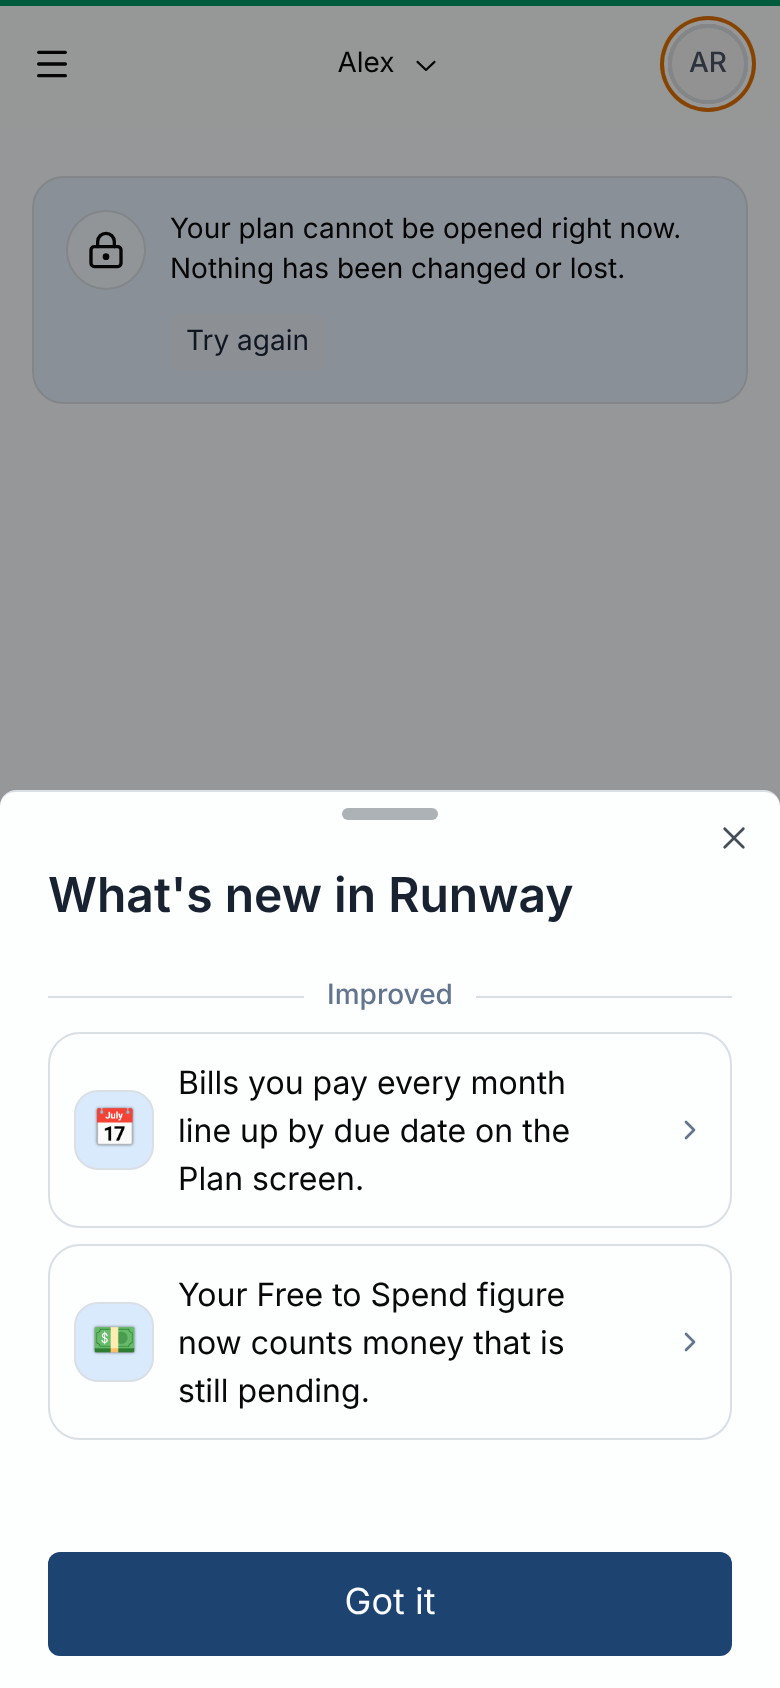 Alex
AR
Your plan cannot be opened right now.
Nothing has been changed or lost.
Try again
What's new in Runway
Improved
July
17
Bills you pay every month
line up by due date on the
Plan screen.
$
Your Free to Spend figure
now counts money that is
still pending.
Got it